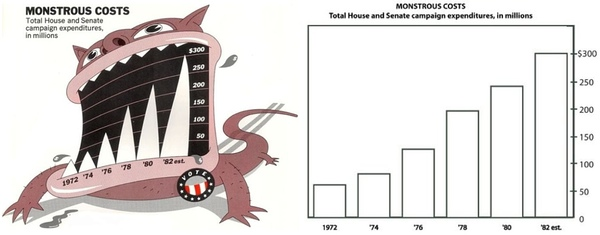 MONSTROUS COSTS
Total House and Senate
campaign expenditures,
in millions
$300
250
200
150
100
50
1972
'74
'76
'78
'80
'82 est.
VOTE
MONSTROUS COSTS
Total House and Senate campaign expenditures, in millions
$300
250
200
150
100
50
0
1972
'74
'76
'78
'80
'82 est.